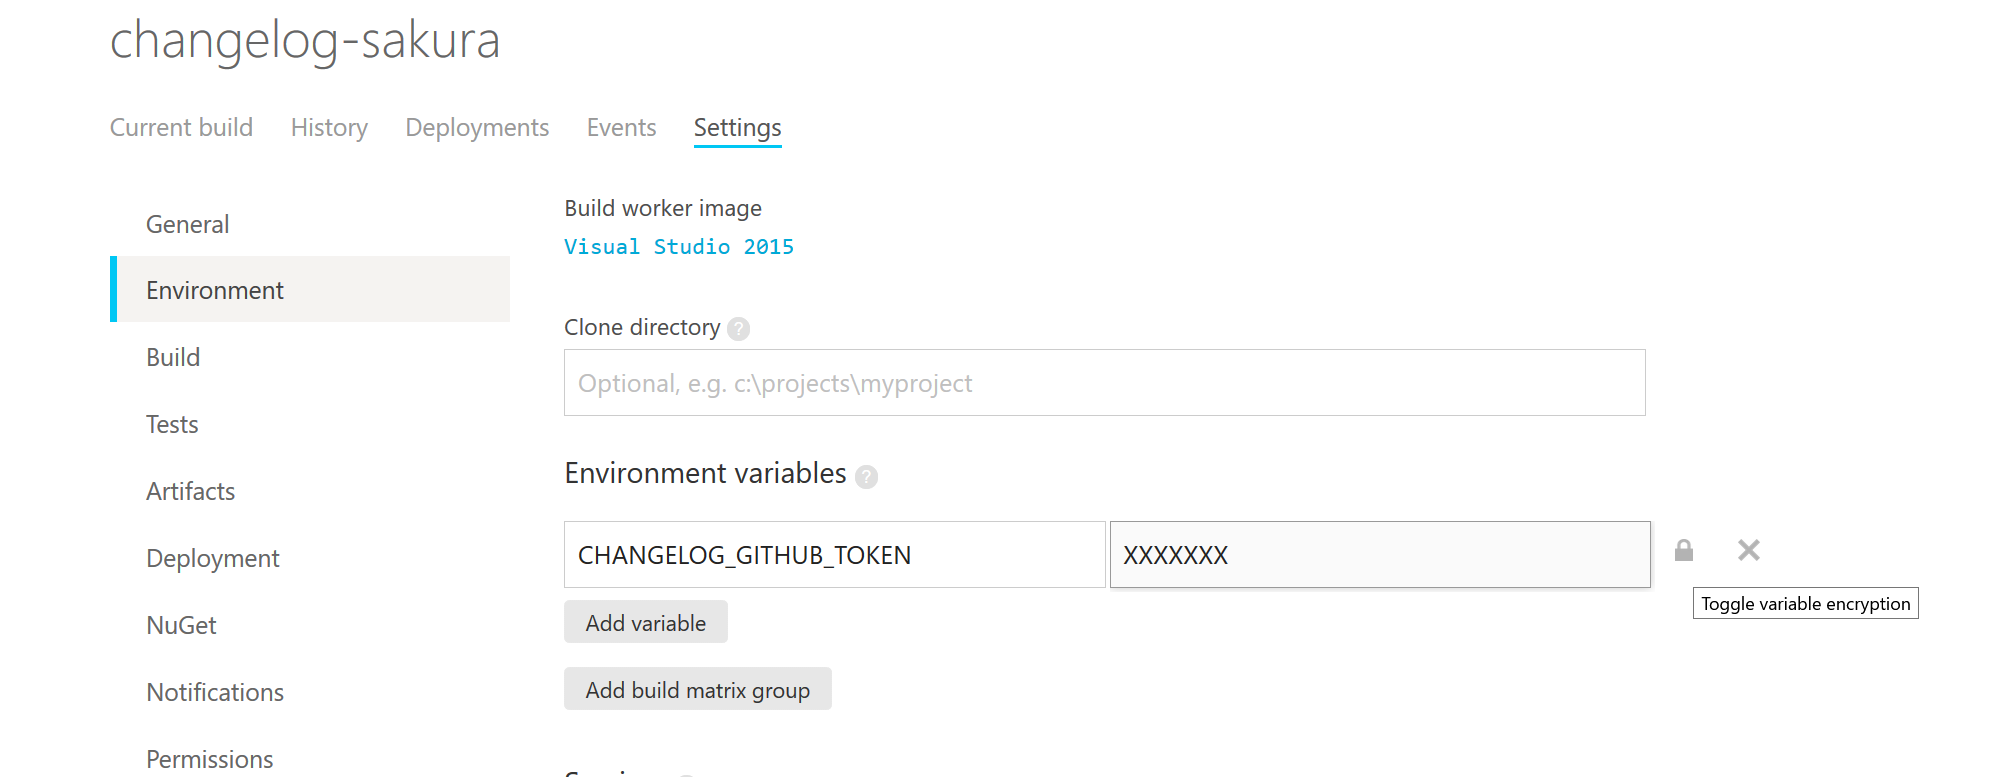 changelog-sakura
Current build History Deployments Events Settings
General
Environment
Build
Tests
Artifacts
Deployment
NuGet
Notifications
Permissions
Build worker image
Visual Studio 2015
Clone directory ?
Optional, e.g. c:\projects\myproject
Environment variables ?
CHANGELOG_GITHUB_TOKEN XXXXXXX
Toggle variable encryption
Add variable
Add build matrix group